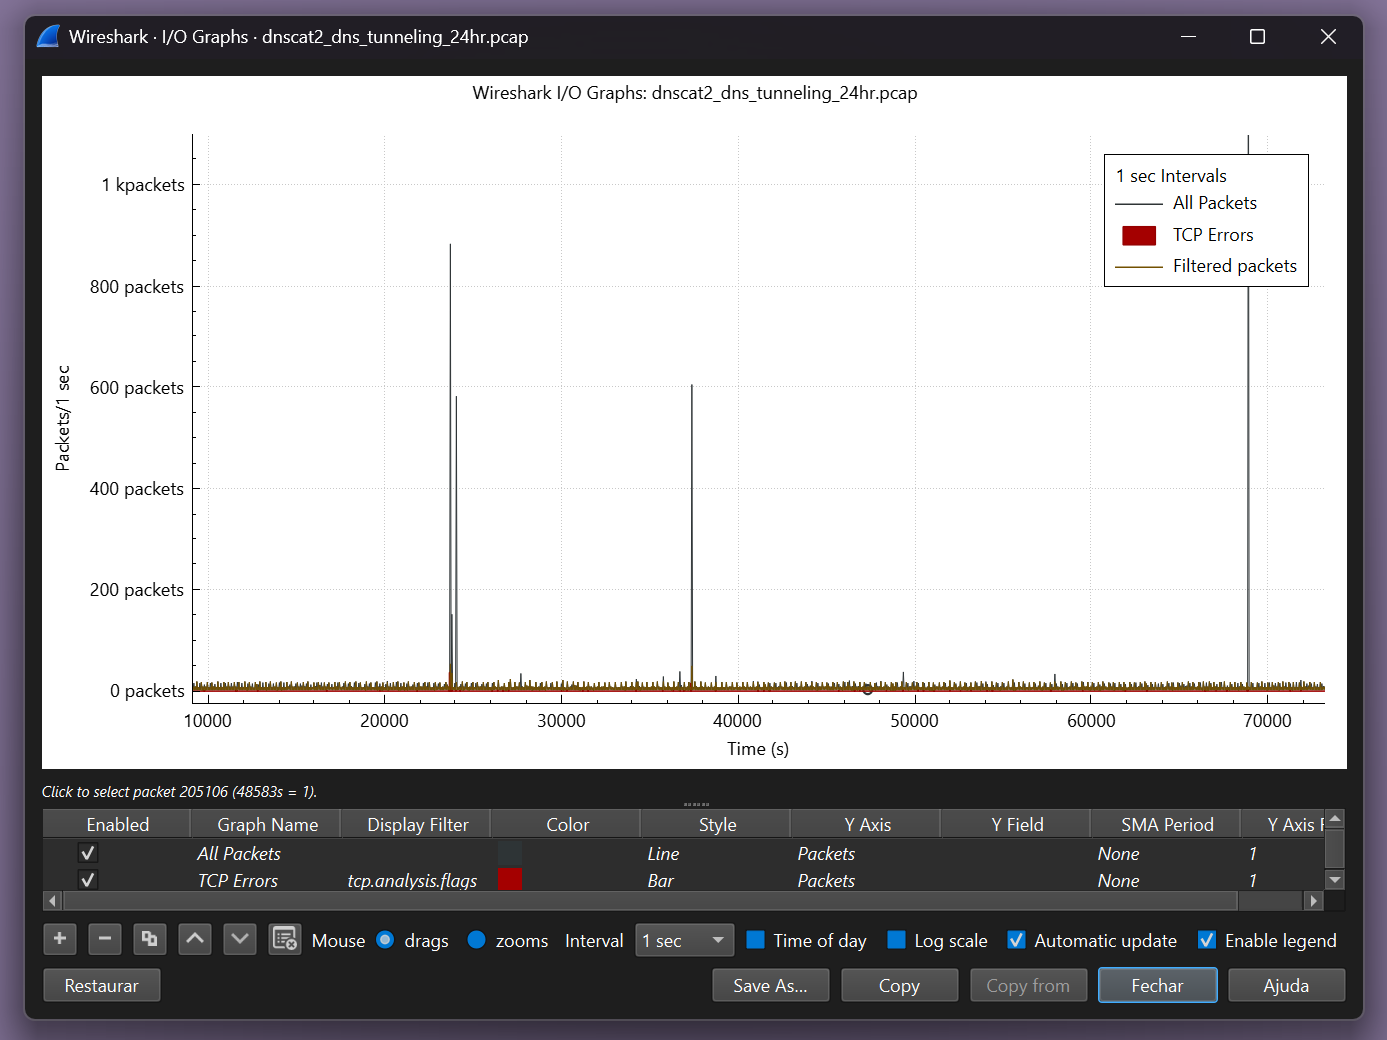 Wireshark · I/O Graphs · dnscat2_dns_tunneling_24hr.pcap
Wireshark I/O Graphs: dnscat2_dns_tunneling_24hr.pcap
1 sec Intervals
All Packets
TCP Errors
Filtered packets
Packets/1 sec
1 kpackets
800 packets
600 packets
400 packets
200 packets
0 packets
10000 20000 30000 40000 50000 60000 70000
Time (s)
Click to select packet 205106 (48583s = 1).
Enabled Graph Name Display Filter Color Style Y Axis Y Field SMA Period Y Axis F
All Packets Line Packets None 1
TCP Errors tcp.analysis.flags Bar Packets None 1
Mouse drags zooms Interval 1 sec Time of day Log scale Automatic update Enable legend
Restaurar Save As... Copy Copy from Fechar Ajuda